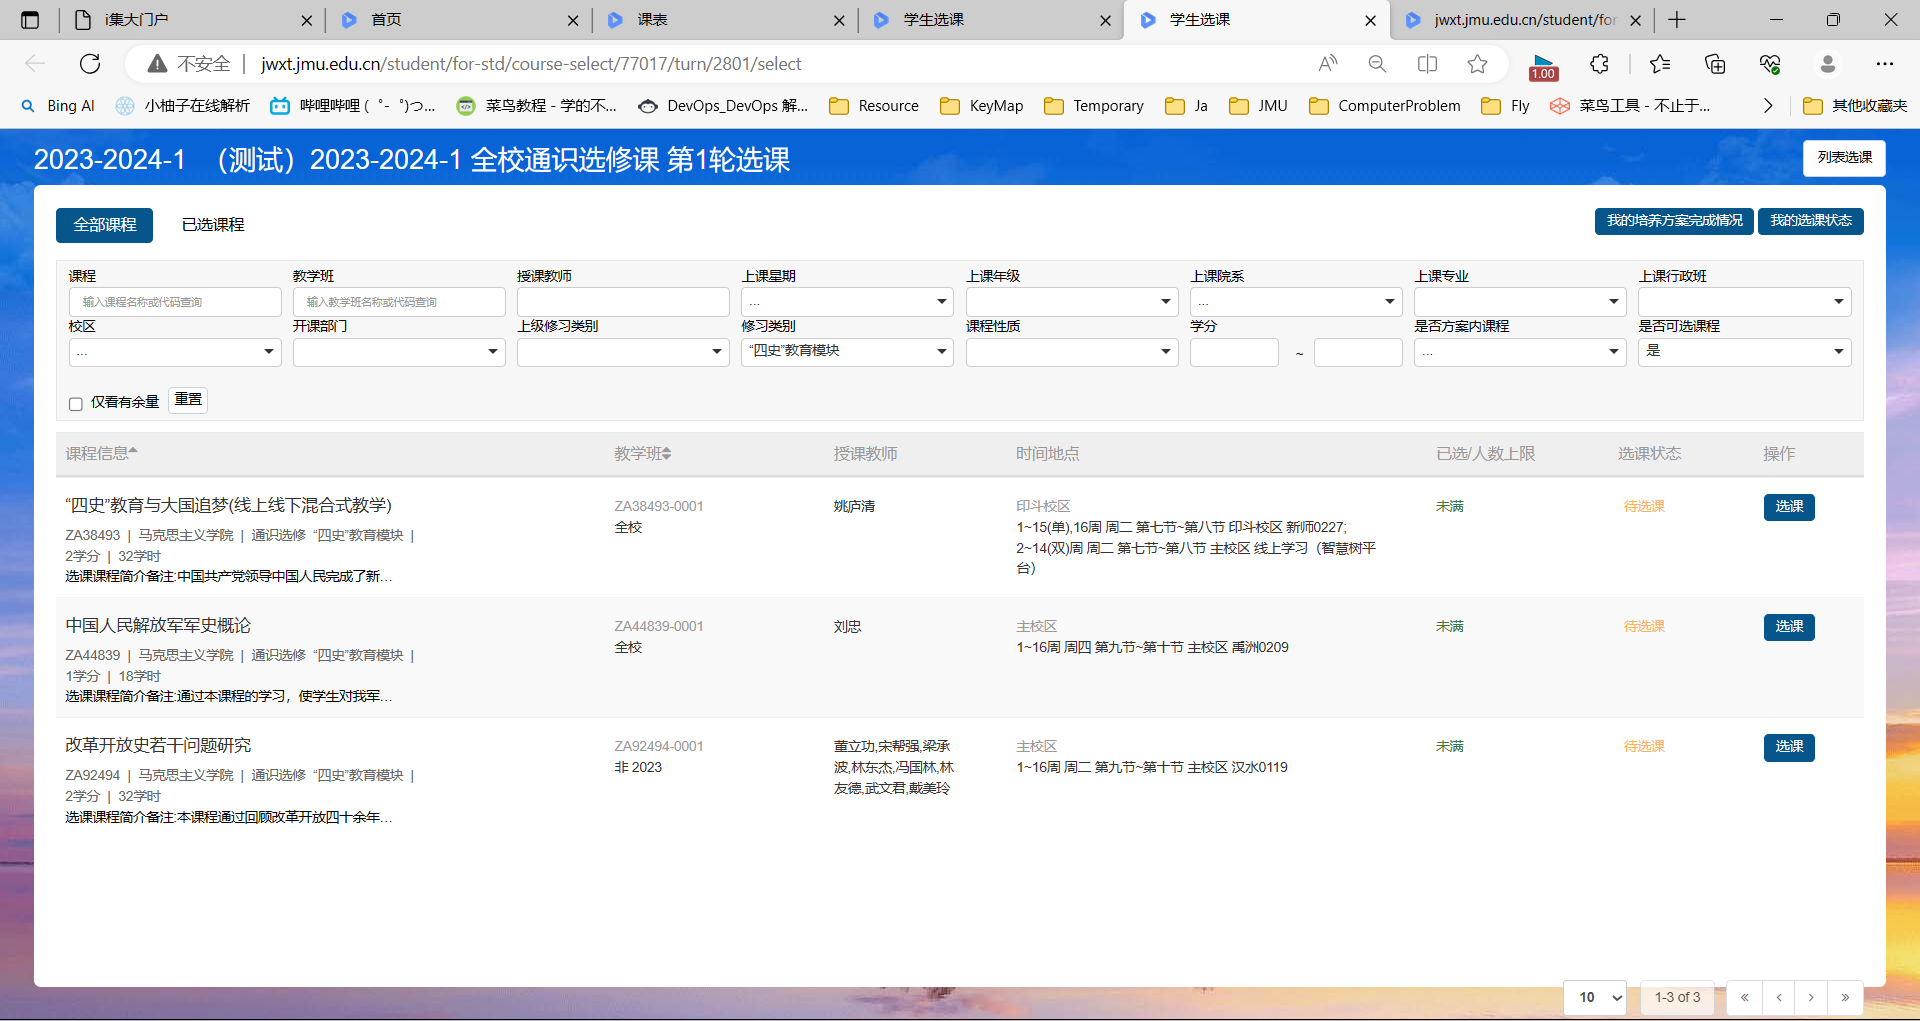 i集大门户
首页
课表
学生选课
学生选课
jwxt.jmu.edu.cn/student/for
不安全
jwxt.jmu.edu.cn/student/for-std/course-select/77017/turn/2801/select
1.00
Bing AI
小柚子在线解析
哔哩哔哩 (゜-゜)つ...
菜鸟教程 - 学的不...
DevOps_DevOps 解...
Resource
KeyMap
Temporary
Ja
JMU
ComputerProblem
Fly
菜鸟工具 - 不止于...
其他收藏夹
2023-2024-1 （测试）2023-2024-1 全校通识选修课 第1轮选课
列表选课
全部课程
已选课程
我的培养方案完成情况
我的选课状态
课程 教学班 授课教师 上课星期 上课年级 上课院系 上课专业 上课行政班
输入课程名称或代码查询 输入教学班名称或代码查询 ... ...
校区 开课部门 上级修习类别 修习类别 课程性质 学分 是否方案内课程 是否可选课程
... “四史”教育模块 ~ ... 是
仅看有余量 重置
课程信息 教学班 授课教师 时间地点 已选/人数上限 选课状态 操作
“四史”教育与大国追梦(线上线下混合式教学)
ZA38493 | 马克思主义学院 | 通识选修 “四史”教育模块 |
2学分 | 32学时
选课课程简介备注:中国共产党领导中国人民完成了新...
ZA38493-0001
全校
姚庐清
印斗校区
1~15(单),16周 周二 第七节~第八节 印斗校区 新师0227;
2~14(双)周 周二 第七节~第八节 主校区 线上学习（智慧树平
台)
未满
待选课
选课
中国人民解放军军史概论
ZA44839 | 马克思主义学院 | 通识选修 “四史”教育模块 |
1学分 | 18学时
选课课程简介备注:通过本课程的学习，使学生对我军...
ZA44839-0001
全校
刘忠
主校区
1~16周 周四 第九节~第十节 主校区 禹洲0209
未满
待选课
选课
改革开放史若干问题研究
ZA92494 | 马克思主义学院 | 通识选修 “四史”教育模块 |
2学分 | 32学时
选课课程简介备注:本课程通过回顾改革开放四十余年...
ZA92494-0001
非 2023
董立功,宋帮强,梁承
波,林东杰,冯国林,林
友德,武文君,戴美玲
主校区
1~16周 周二 第九节~第十节 主校区 汉水0119
未满
待选课
选课
10
1-3 of 3
« ‹ › »